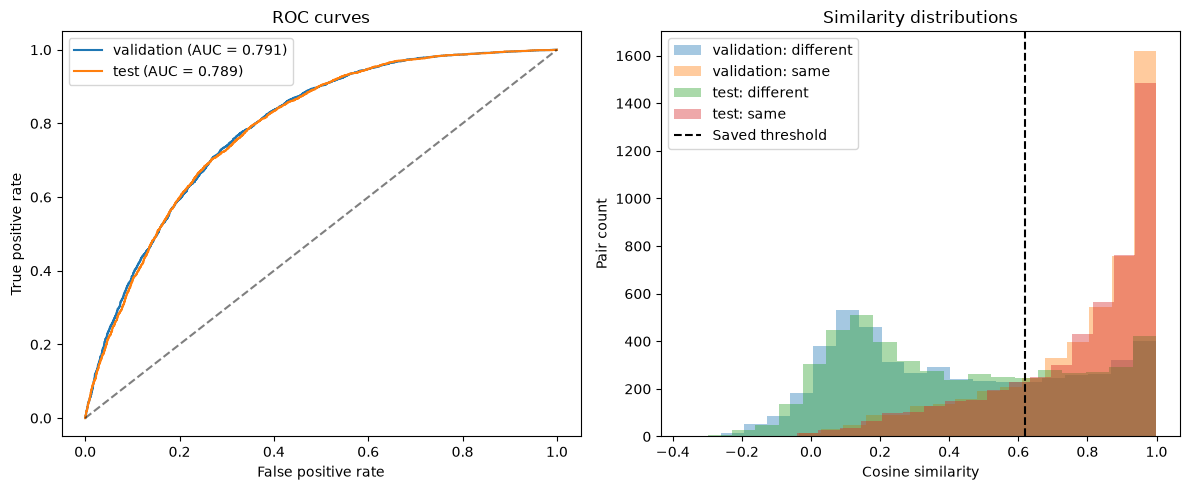 ROC curves
validation (AUC = 0.791)
test (AUC = 0.789)
True positive rate
1.0
0.8
0.6
0.4
0.2
0.0
0.0 0.2 0.4 0.6 0.8 1.0
False positive rate
Similarity distributions
validation: different
validation: same
test: different
test: same
Saved threshold
Pair count
1600
1400
1200
1000
800
600
400
200
0
−0.4 −0.2 0.0 0.2 0.4 0.6 0.8 1.0
Cosine similarity